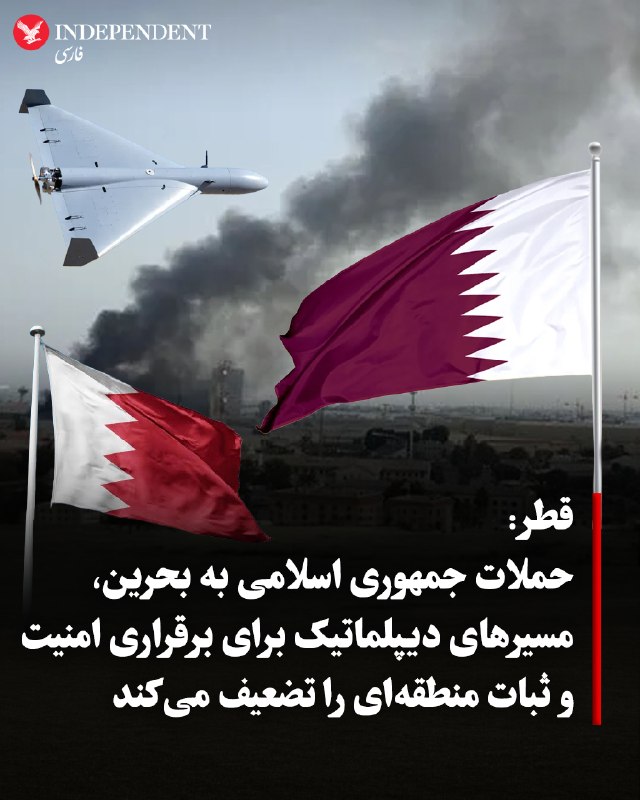 INDEPENDENT
فارسی
قطر:
حملات جمهوری اسلامی به بحرین،
مسیرهای دیپلماتیک برای برقراری امنیت
و ثبات منطقه‌ای را تضعیف می‌کند